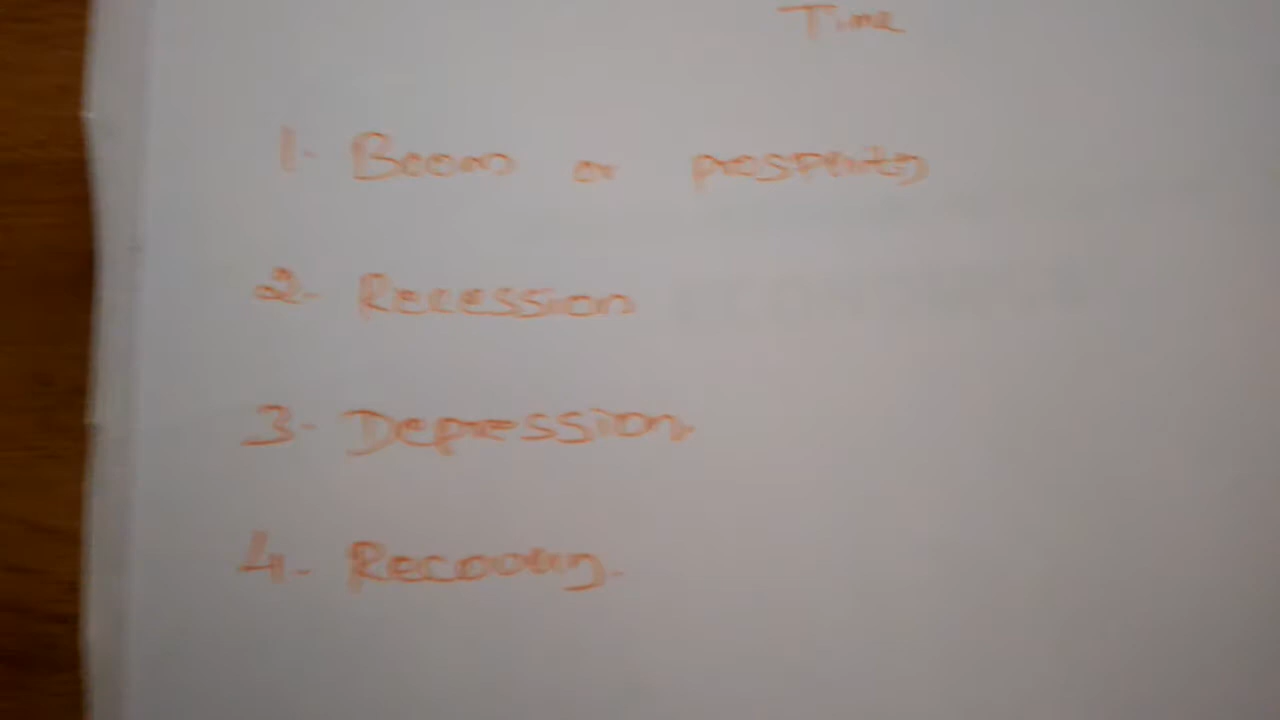 Time
1- Boom or prosperity
2- Recession
3- Depression.
4- Recovery.